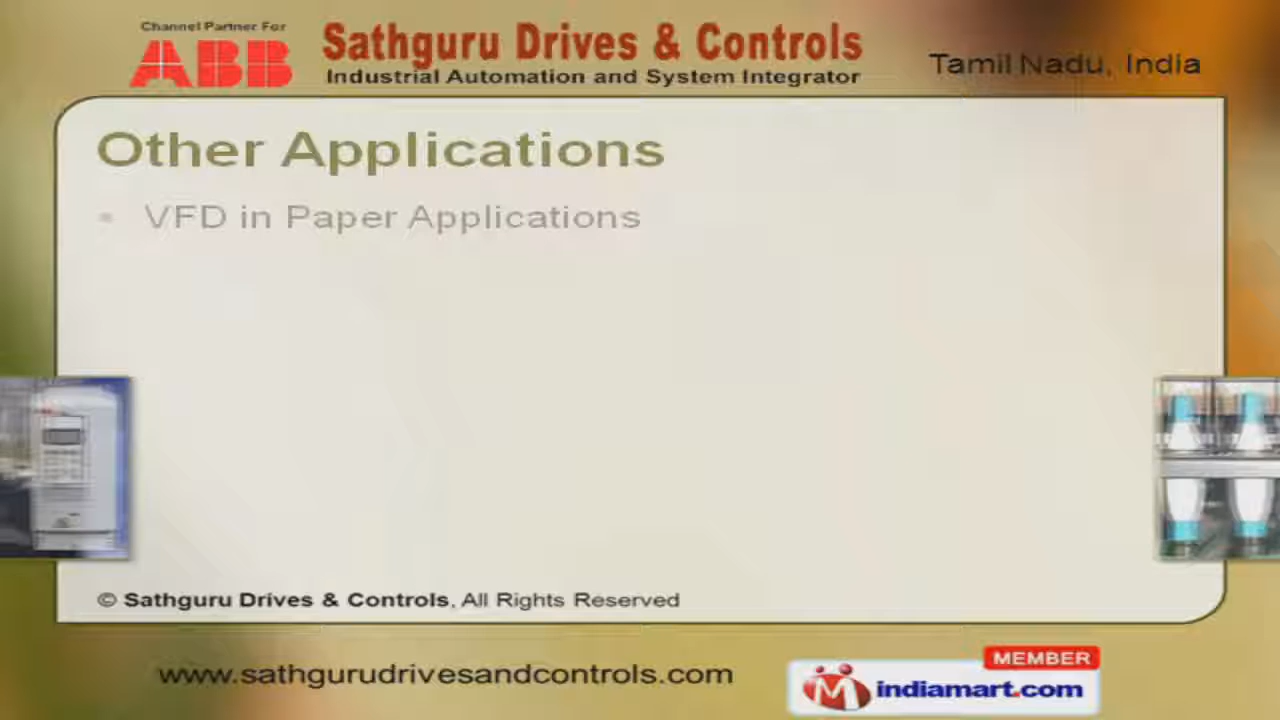 Channel Partner For
ABB
Sathguru Drives & Controls
Industrial Automation and System Integrator
Tamil Nadu, India
Other Applications
• VFD in Paper Applications
© Sathguru Drives & Controls, All Rights Reserved
www.sathgurudrivesandcontrols.com
MEMBER
indiamart.com